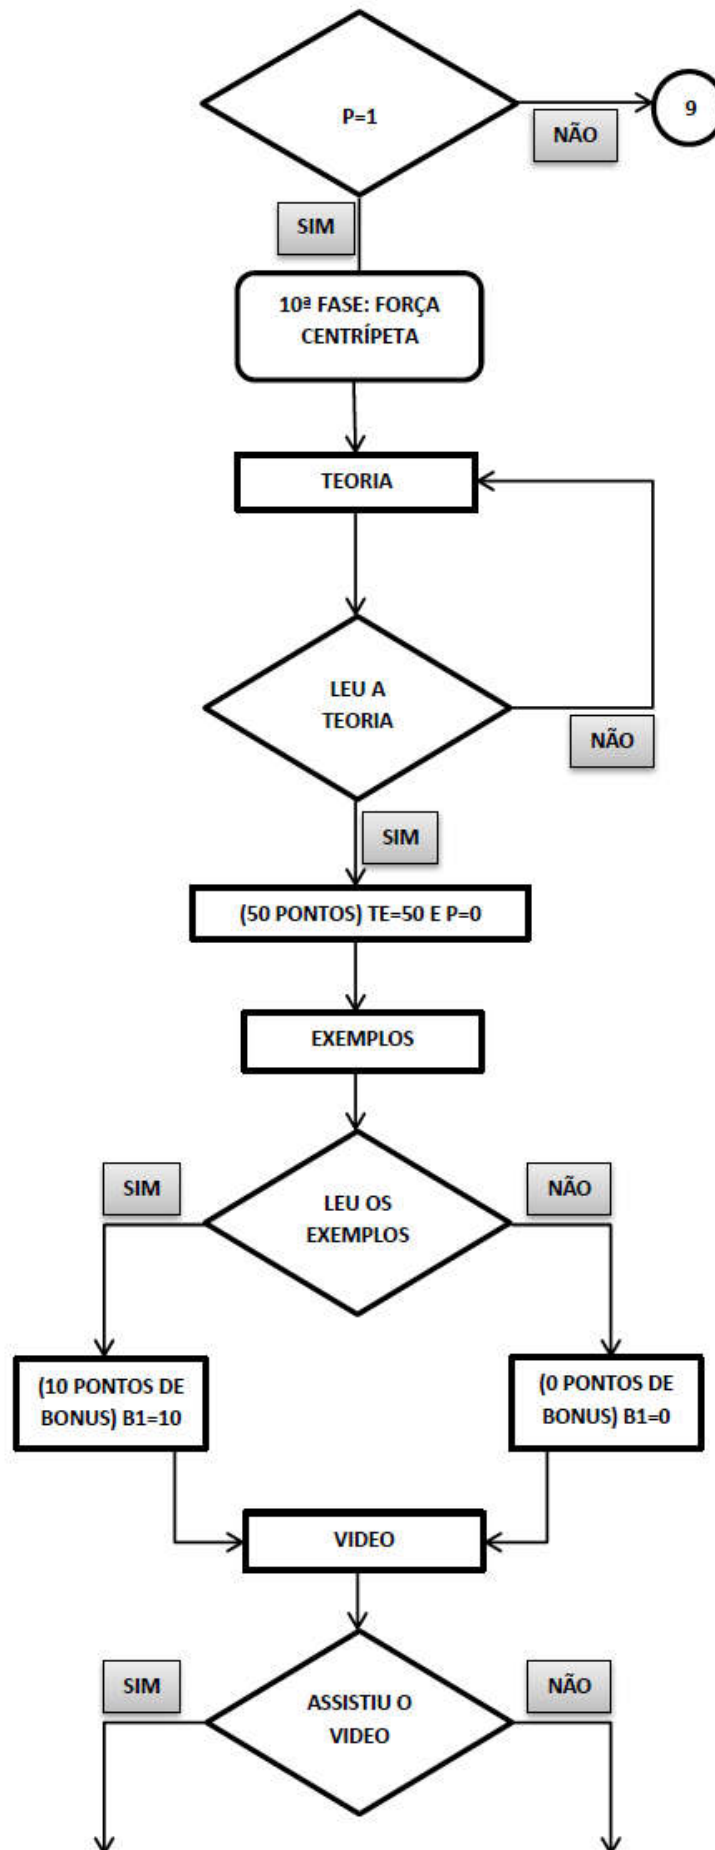 P=1
9
NÃO
SIM
10ª FASE: FORÇA
CENTRÍPETA
TEORIA
LEU A
TEORIA
NÃO
SIM
(50 PONTOS) TE=50 E P=0
EXEMPLOS
SIM
NÃO
LEU OS
EXEMPLOS
(10 PONTOS DE
BONUS) B1=10
(0 PONTOS DE
BONUS) B1=0
VIDEO
SIM
NÃO
ASSISTIU O
VIDEO